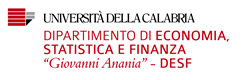 UNIVERSITÀ DELLA CALABRIA
DIPARTIMENTO DI ECONOMIA,
STATISTICA E FINANZA
“Giovanni Anania” - DESF